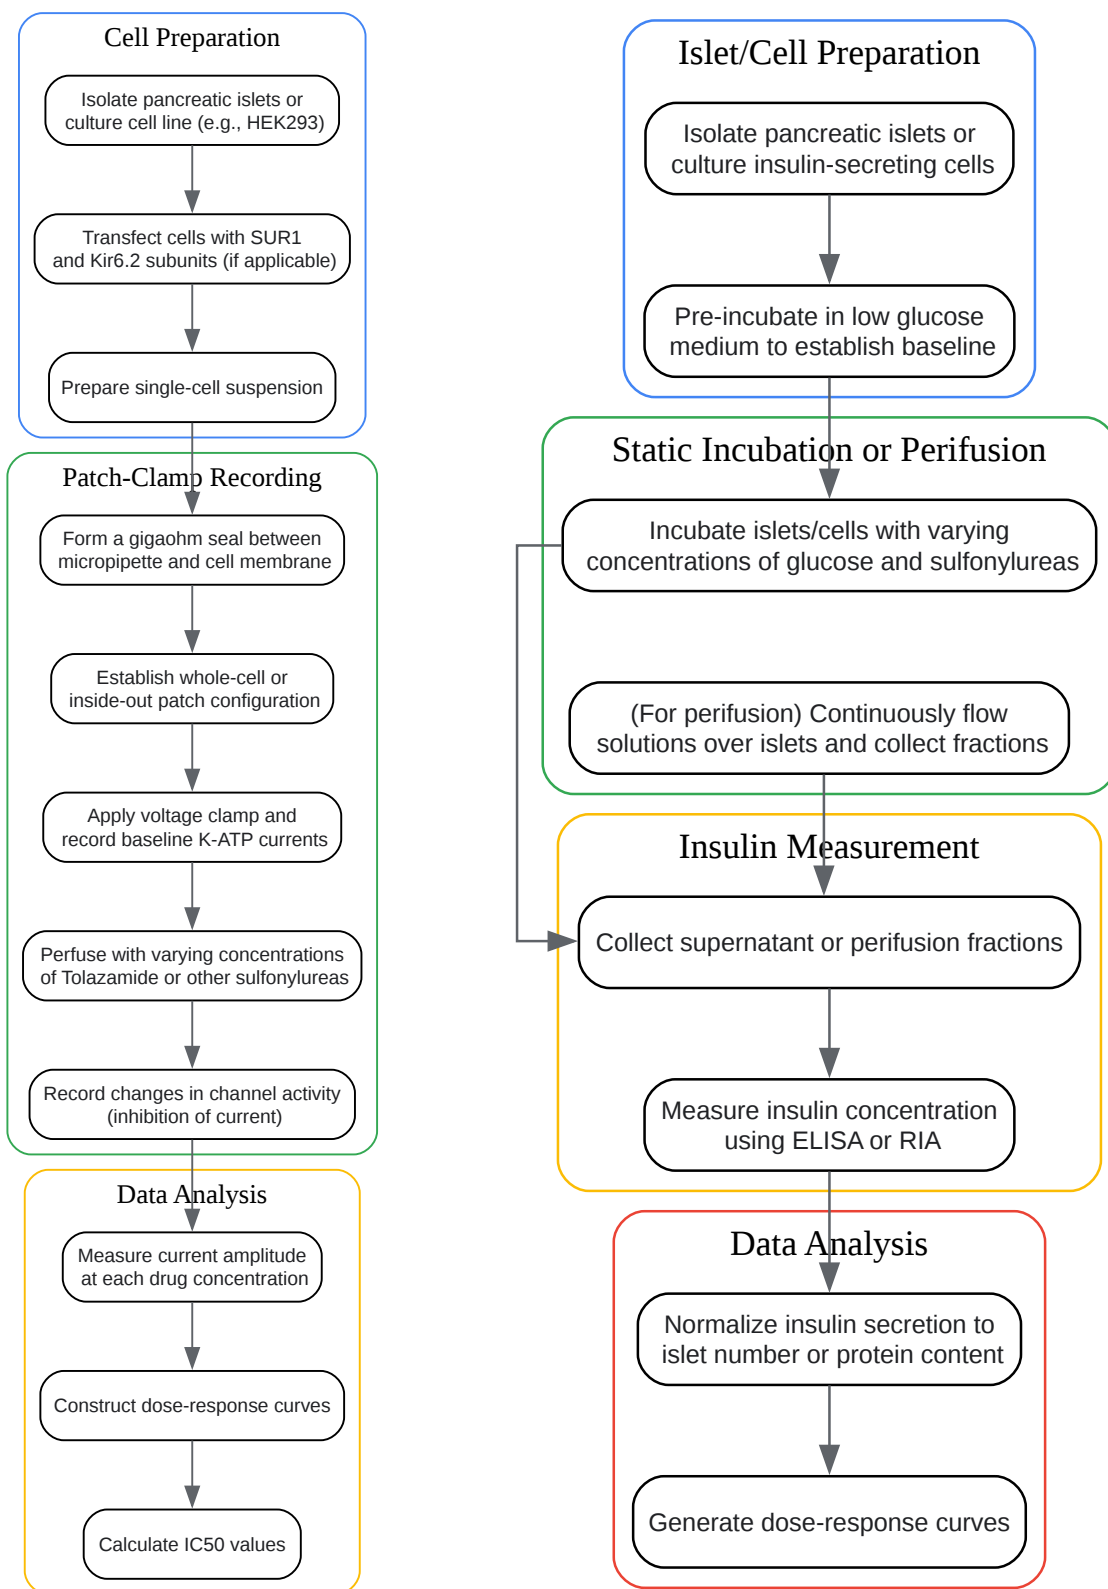 Cell Preparation
Isolate pancreatic islets or
culture cell line (e.g., HEK293)
Transfect cells with SUR1
and Kir6.2 subunits (if applicable)
Prepare single-cell suspension
Patch-Clamp Recording
Form a gigaohm seal between
micropipette and cell membrane
Establish whole-cell or
inside-out patch configuration
Apply voltage clamp and
record baseline K-ATP currents
Perfuse with varying concentrations
of Tolazamide or other sulfonylureas
Record changes in channel activity
(inhibition of current)
Data Analysis
Measure current amplitude
at each drug concentration
Construct dose-response curves
Calculate IC50 values
Islet/Cell Preparation
Isolate pancreatic islets or
culture insulin-secreting cells
Pre-incubate in low glucose
medium to establish baseline
Static Incubation or Perifusion
Incubate islets/cells with varying
concentrations of glucose and sulfonylureas
(For perifusion) Continuously flow
solutions over islets and collect fractions
Insulin Measurement
Collect supernatant or perifusion fractions
Measure insulin concentration
using ELISA or RIA
Data Analysis
Normalize insulin secretion to
islet number or protein content
Generate dose-response curves